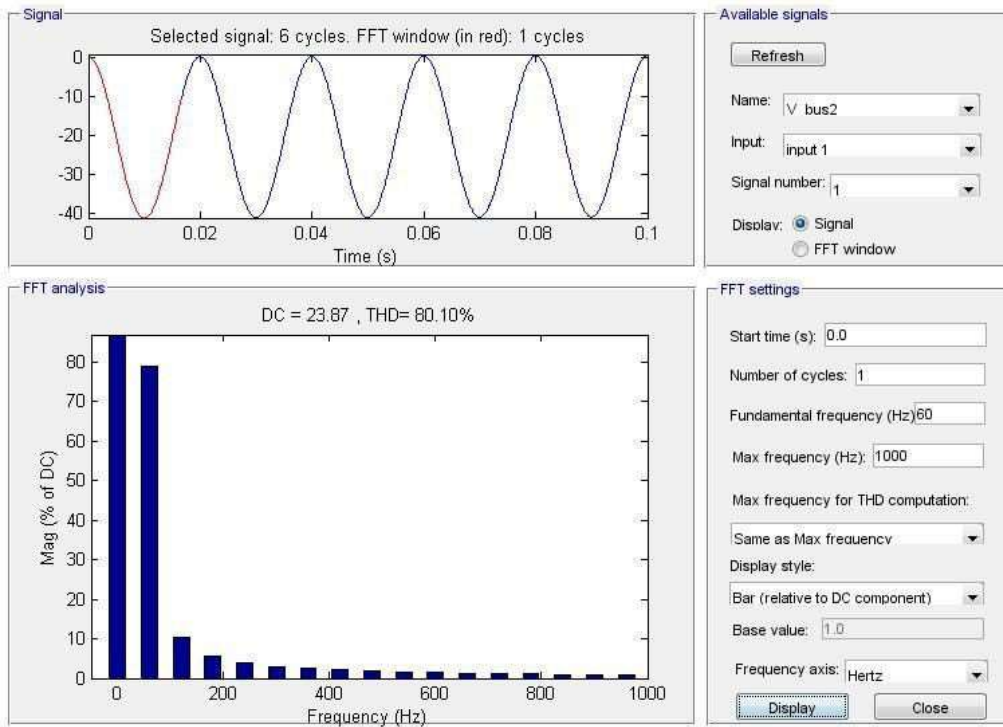 Signal
Selected signal: 6 cycles. FFT window (in red): 1 cycles
0
-10
-20
-30
-40
0 0.02 0.04 0.06 0.08 0.1
Time (s)
Available signals
Refresh
Name: V bus2
Input: input 1
Signal number: 1
Display: Signal
FFT window
FFT analysis
DC = 23.87 , THD= 80.10%
Mag (% of DC)
80
70
60
50
40
30
20
10
0
0 200 400 600 800 1000
Frequency (Hz)
FFT settings
Start time (s): 0.0
Number of cycles: 1
Fundamental frequency (Hz) 60
Max frequency (Hz): 1000
Max frequency for THD computation:
Same as Max frequency
Display style:
Bar (relative to DC component)
Base value: 1.0
Frequency axis: Hertz
Display Close